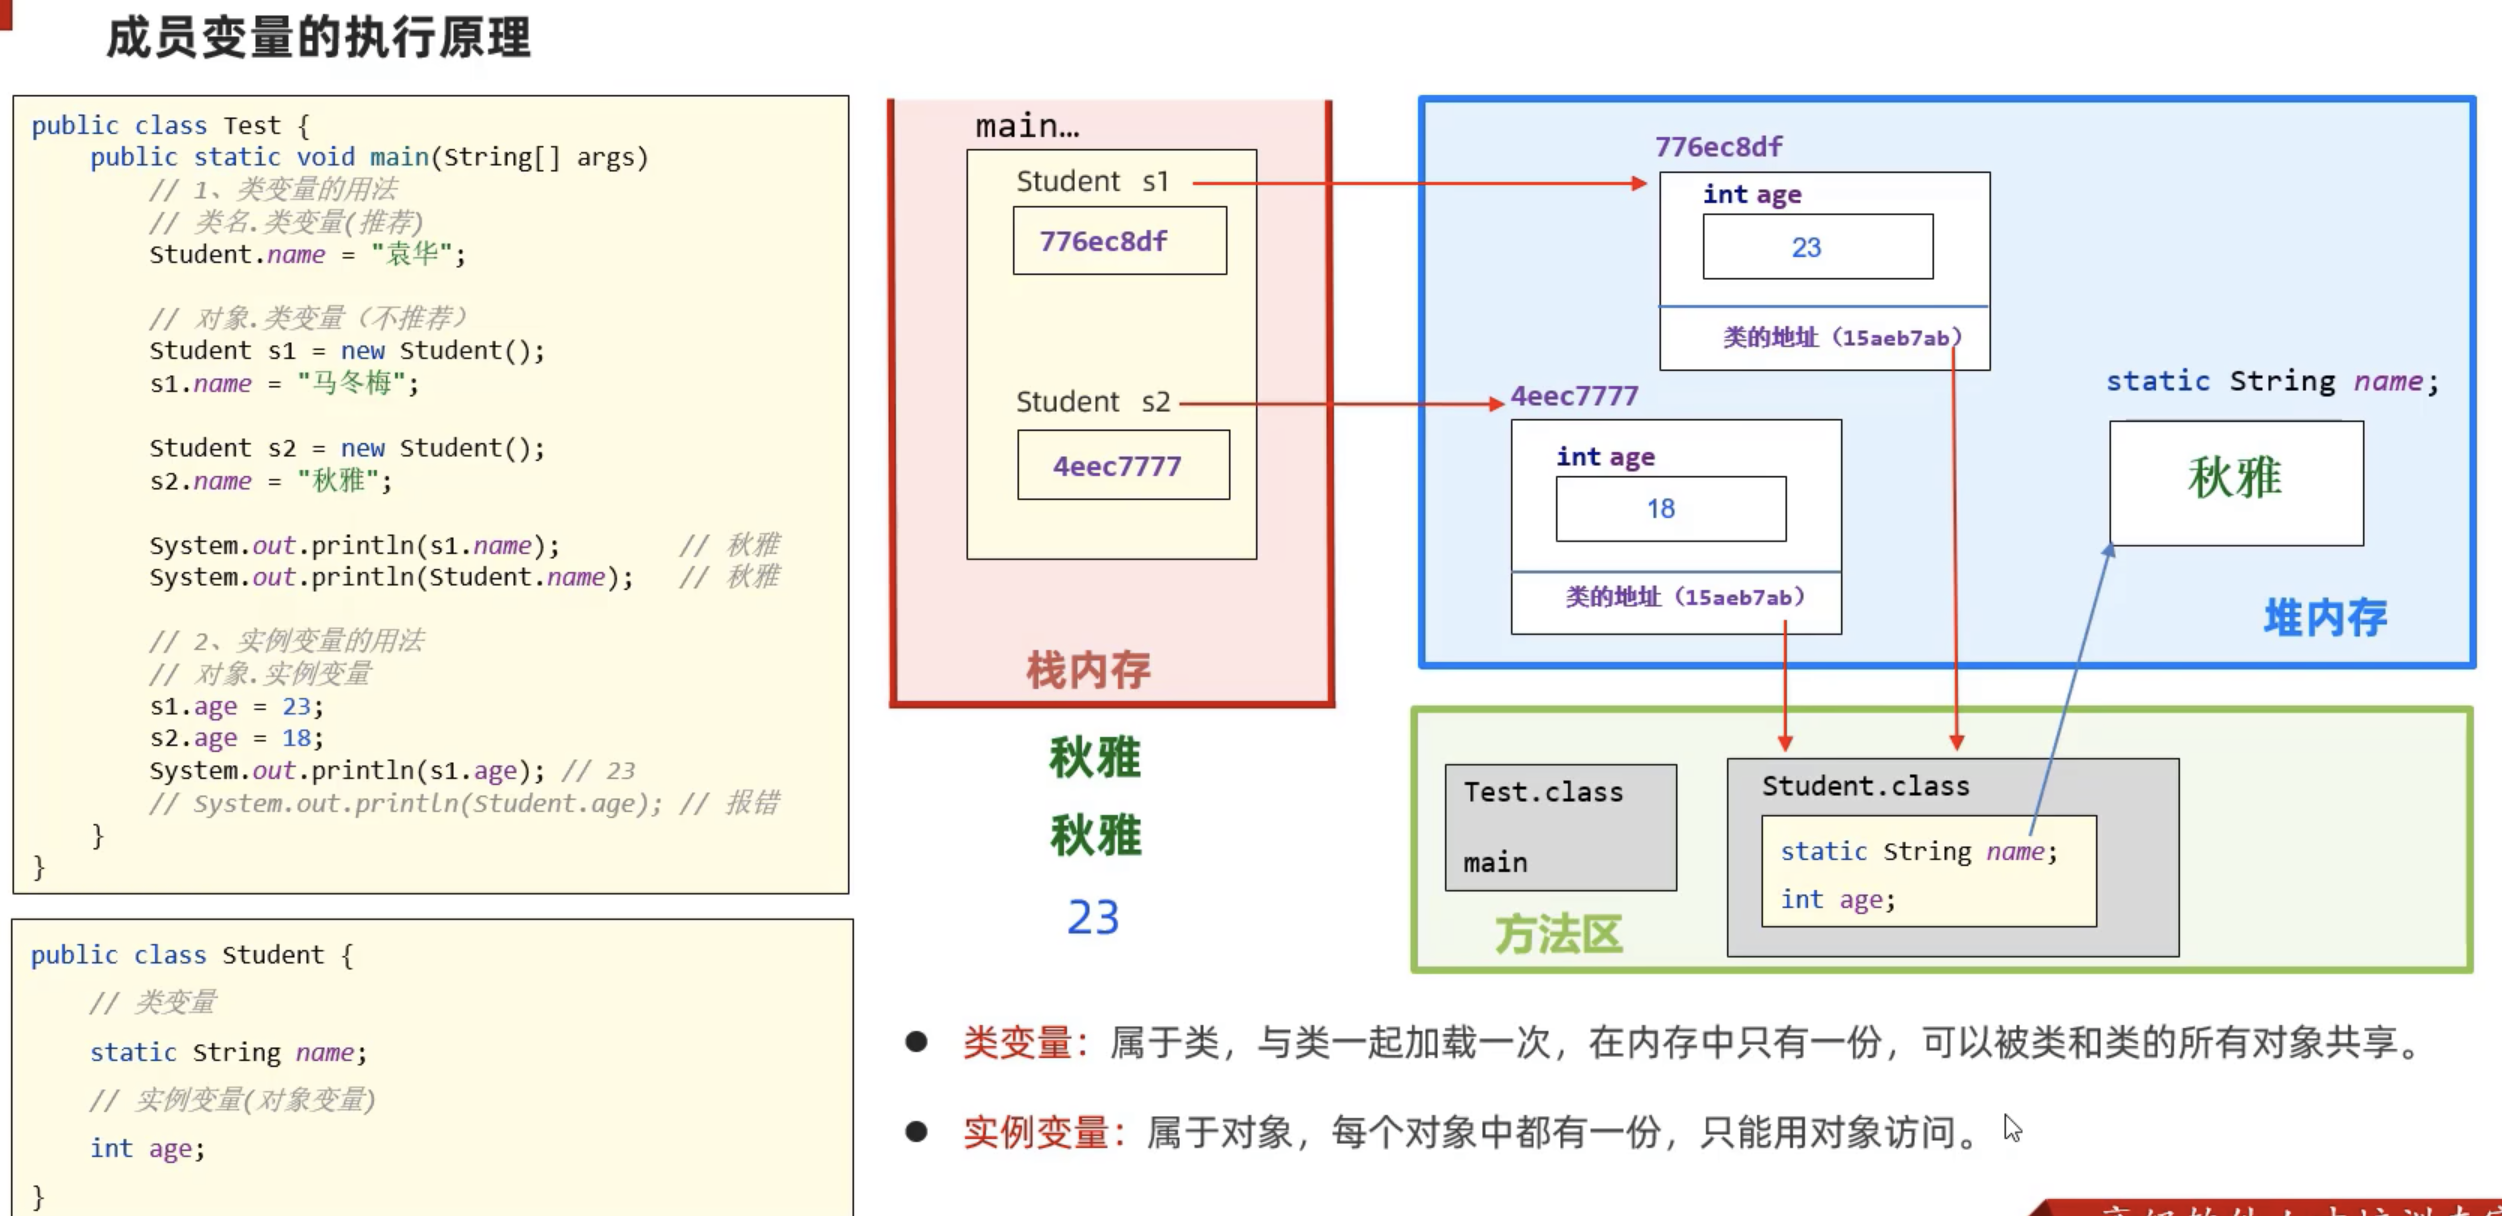 成员变量的执行原理
public class Test {
public static void main(String[] args)
// 1、类变量的用法
// 类名.类变量(推荐)
Student.name = "袁华";
// 对象.类变量（不推荐）
Student s1 = new Student();
s1.name = "马冬梅";
Student s2 = new Student();
s2.name = "秋雅";
System.out.println(s1.name); // 秋雅
System.out.println(Student.name); // 秋雅
// 2、实例变量的用法
// 对象.实例变量
s1.age = 23;
s2.age = 18;
System.out.println(s1.age); // 23
// System.out.println(Student.age); // 报错
}
}
public class Student {
// 类变量
static String name;
// 实例变量(对象变量)
int age;
}
main…
Student s1
776ec8df
Student s2
4eec7777
栈内存
秋雅
秋雅
23
776ec8df
int age
23
类的地址（15aeb7ab）
4eec7777
int age
18
类的地址（15aeb7ab）
static String name;
秋雅
堆内存
Test.class
main
Student.class
static String name;
int age;
方法区
● 类变量：属于类，与类一起加载一次，在内存中只有一份，可以被类和类的所有对象共享。
● 实例变量：属于对象，每个对象中都有一份，只能用对象访问。